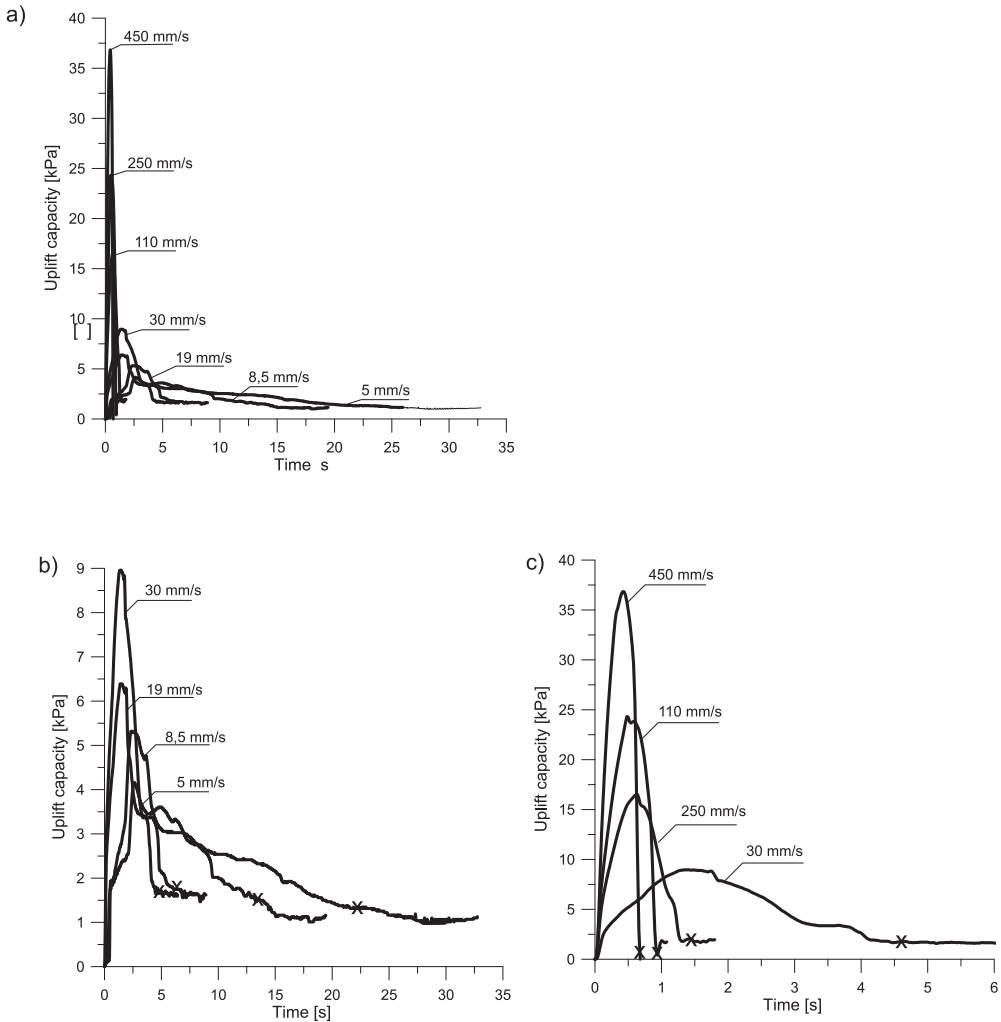 a)
40
450 mm/s
35
30
Uplift capacity [kPa]
25
250 mm/s
20
110 mm/s
15
10
[ ]
30 mm/s
19 mm/s
5
8,5 mm/s
5 mm/s
0
0 5 10 15 20 25 30 35
Time s
b)
9
30 mm/s
8
7
19 mm/s
6
Uplift capacity [kPa]
5
8,5 mm/s
5 mm/s
4
3
2
1
0
0 5 10 15 20 25 30 35
Time [s]
c)
40
450 mm/s
35
30
Uplift capacity [kPa]
25
110 mm/s
20
15
250 mm/s
10
30 mm/s
5
0
0 1 2 3 4 5 6
Time [s]